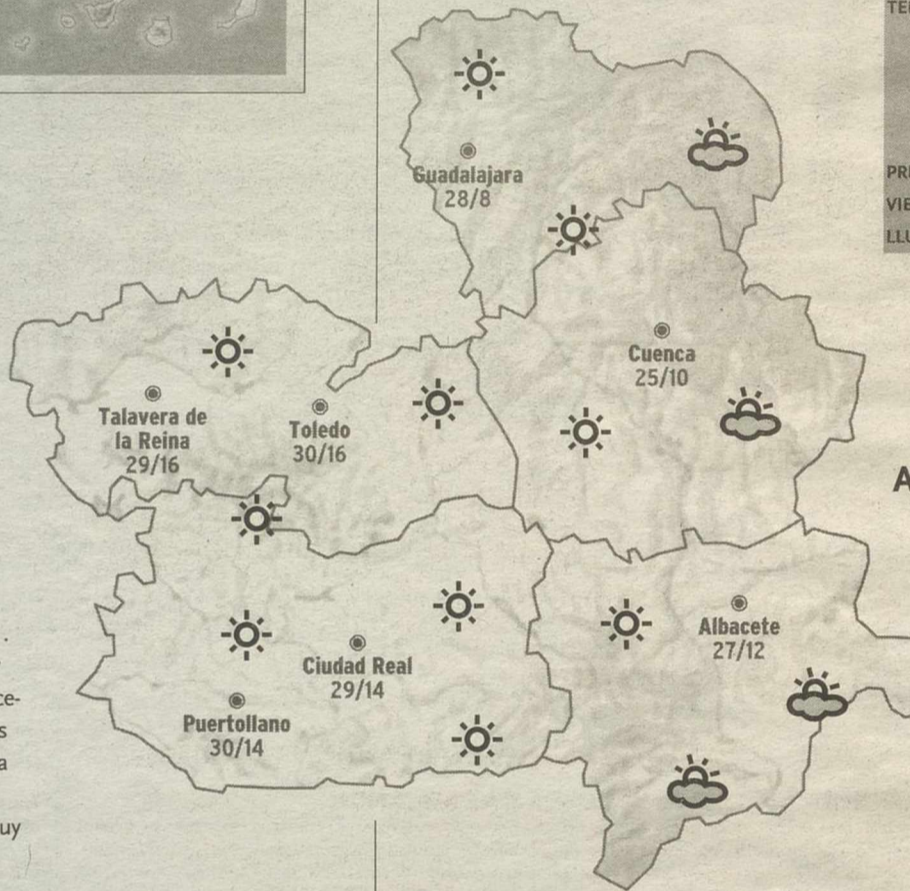 Guadalajara
28/8
Cuenca
25/10
Talavera de
la Reina
29/16
Toledo
30/16
Albacete
27/12
Ciudad Real
29/14
Puertollano
30/14